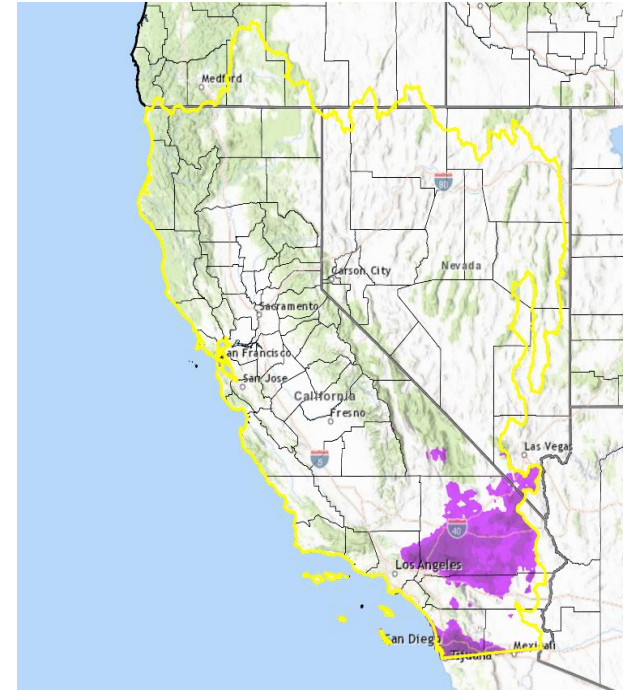 Medford
80
Carson City
Nevada
Sacramento
an Francisco
San Jose
California
Fresno
5
Las Vegas
40
Los Angeles
San Diego
Mexicali
Tijuana